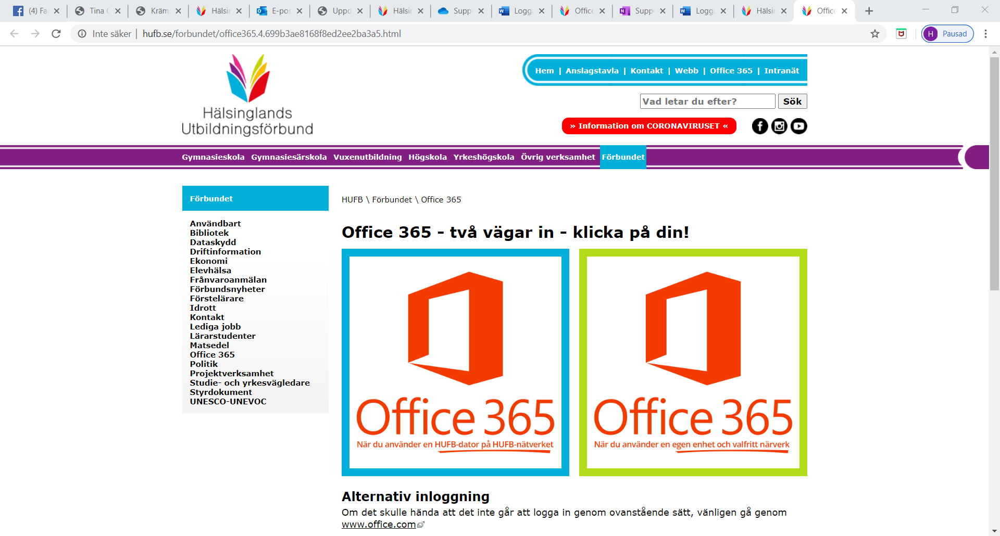 (4) Fa
Tina
Kräm
Hälsin
E-pos
Uppd
Hälsin
Supp
Logga
Office
Supp
Logga
Hälsin
Office
Inte säker | hufb.se/forbundet/office365.4.699b3ae8168f8ed2ee2ba3a5.html
H Pausad
Hälsinglands
Utbildningsförbund
Hem | Anslagstavla | Kontakt | Webb | Office 365 | Intranät
Vad letar du efter? Sök
» Information om CORONAVIRUSET «
Gymnasieskola Gymnasiesärskola Vuxenutbildning Högskola Yrkeshögskola Övrig verksamhet Förbundet
Förbundet
Användbart
Bibliotek
Dataskydd
Driftinformation
Ekonomi
Elevhälsa
Frånvaroanmälan
Förbundsnyheter
Förstelärare
Idrott
Kontakt
Lediga jobb
Lärarstudenter
Matsedel
Office 365
Politik
Projektverksamhet
Studie- och yrkesvägledare
Styrdokument
UNESCO-UNEVOC
HUFB \ Förbundet \ Office 365
Office 365 - två vägar in - klicka på din!
Office 365
När du använder en HUFB-dator på HUFB-nätverket
Office 365
När du använder en egen enhet och valfritt närverk
Alternativ inloggning
Om det skulle hända att det inte går att logga in genom ovanstående sätt, vänligen gå genom
www.office.com